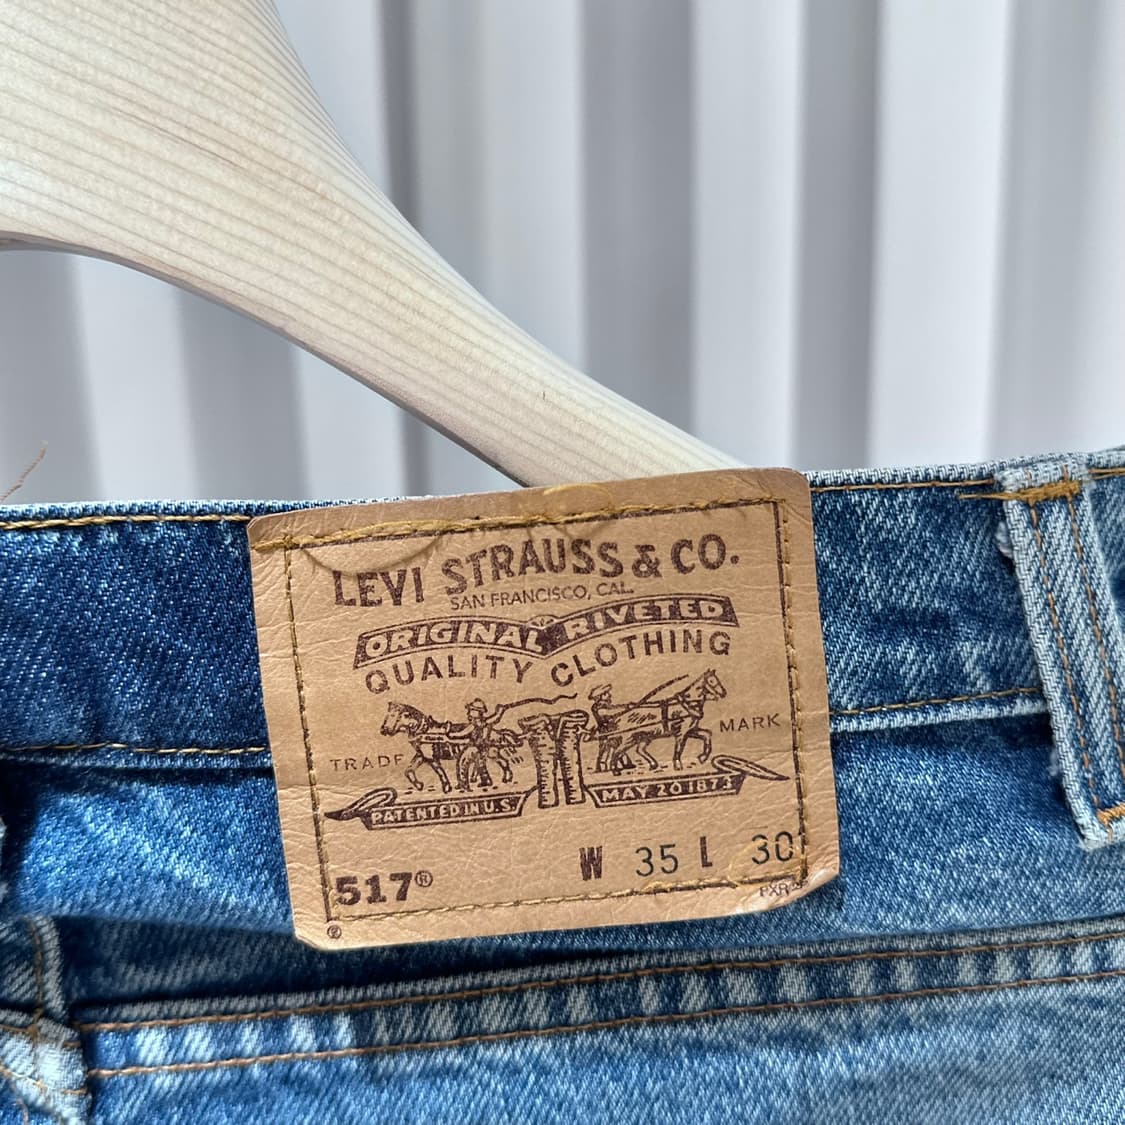 LEVI STRAUSS & CO.
SAN FRANCISCO, CAL.
ORIGINAL RIVETED
QUALITY CLOTHING
TRADE MARK
PATENTED IN U.S. MAY 20 1873
517® W 35 L 30